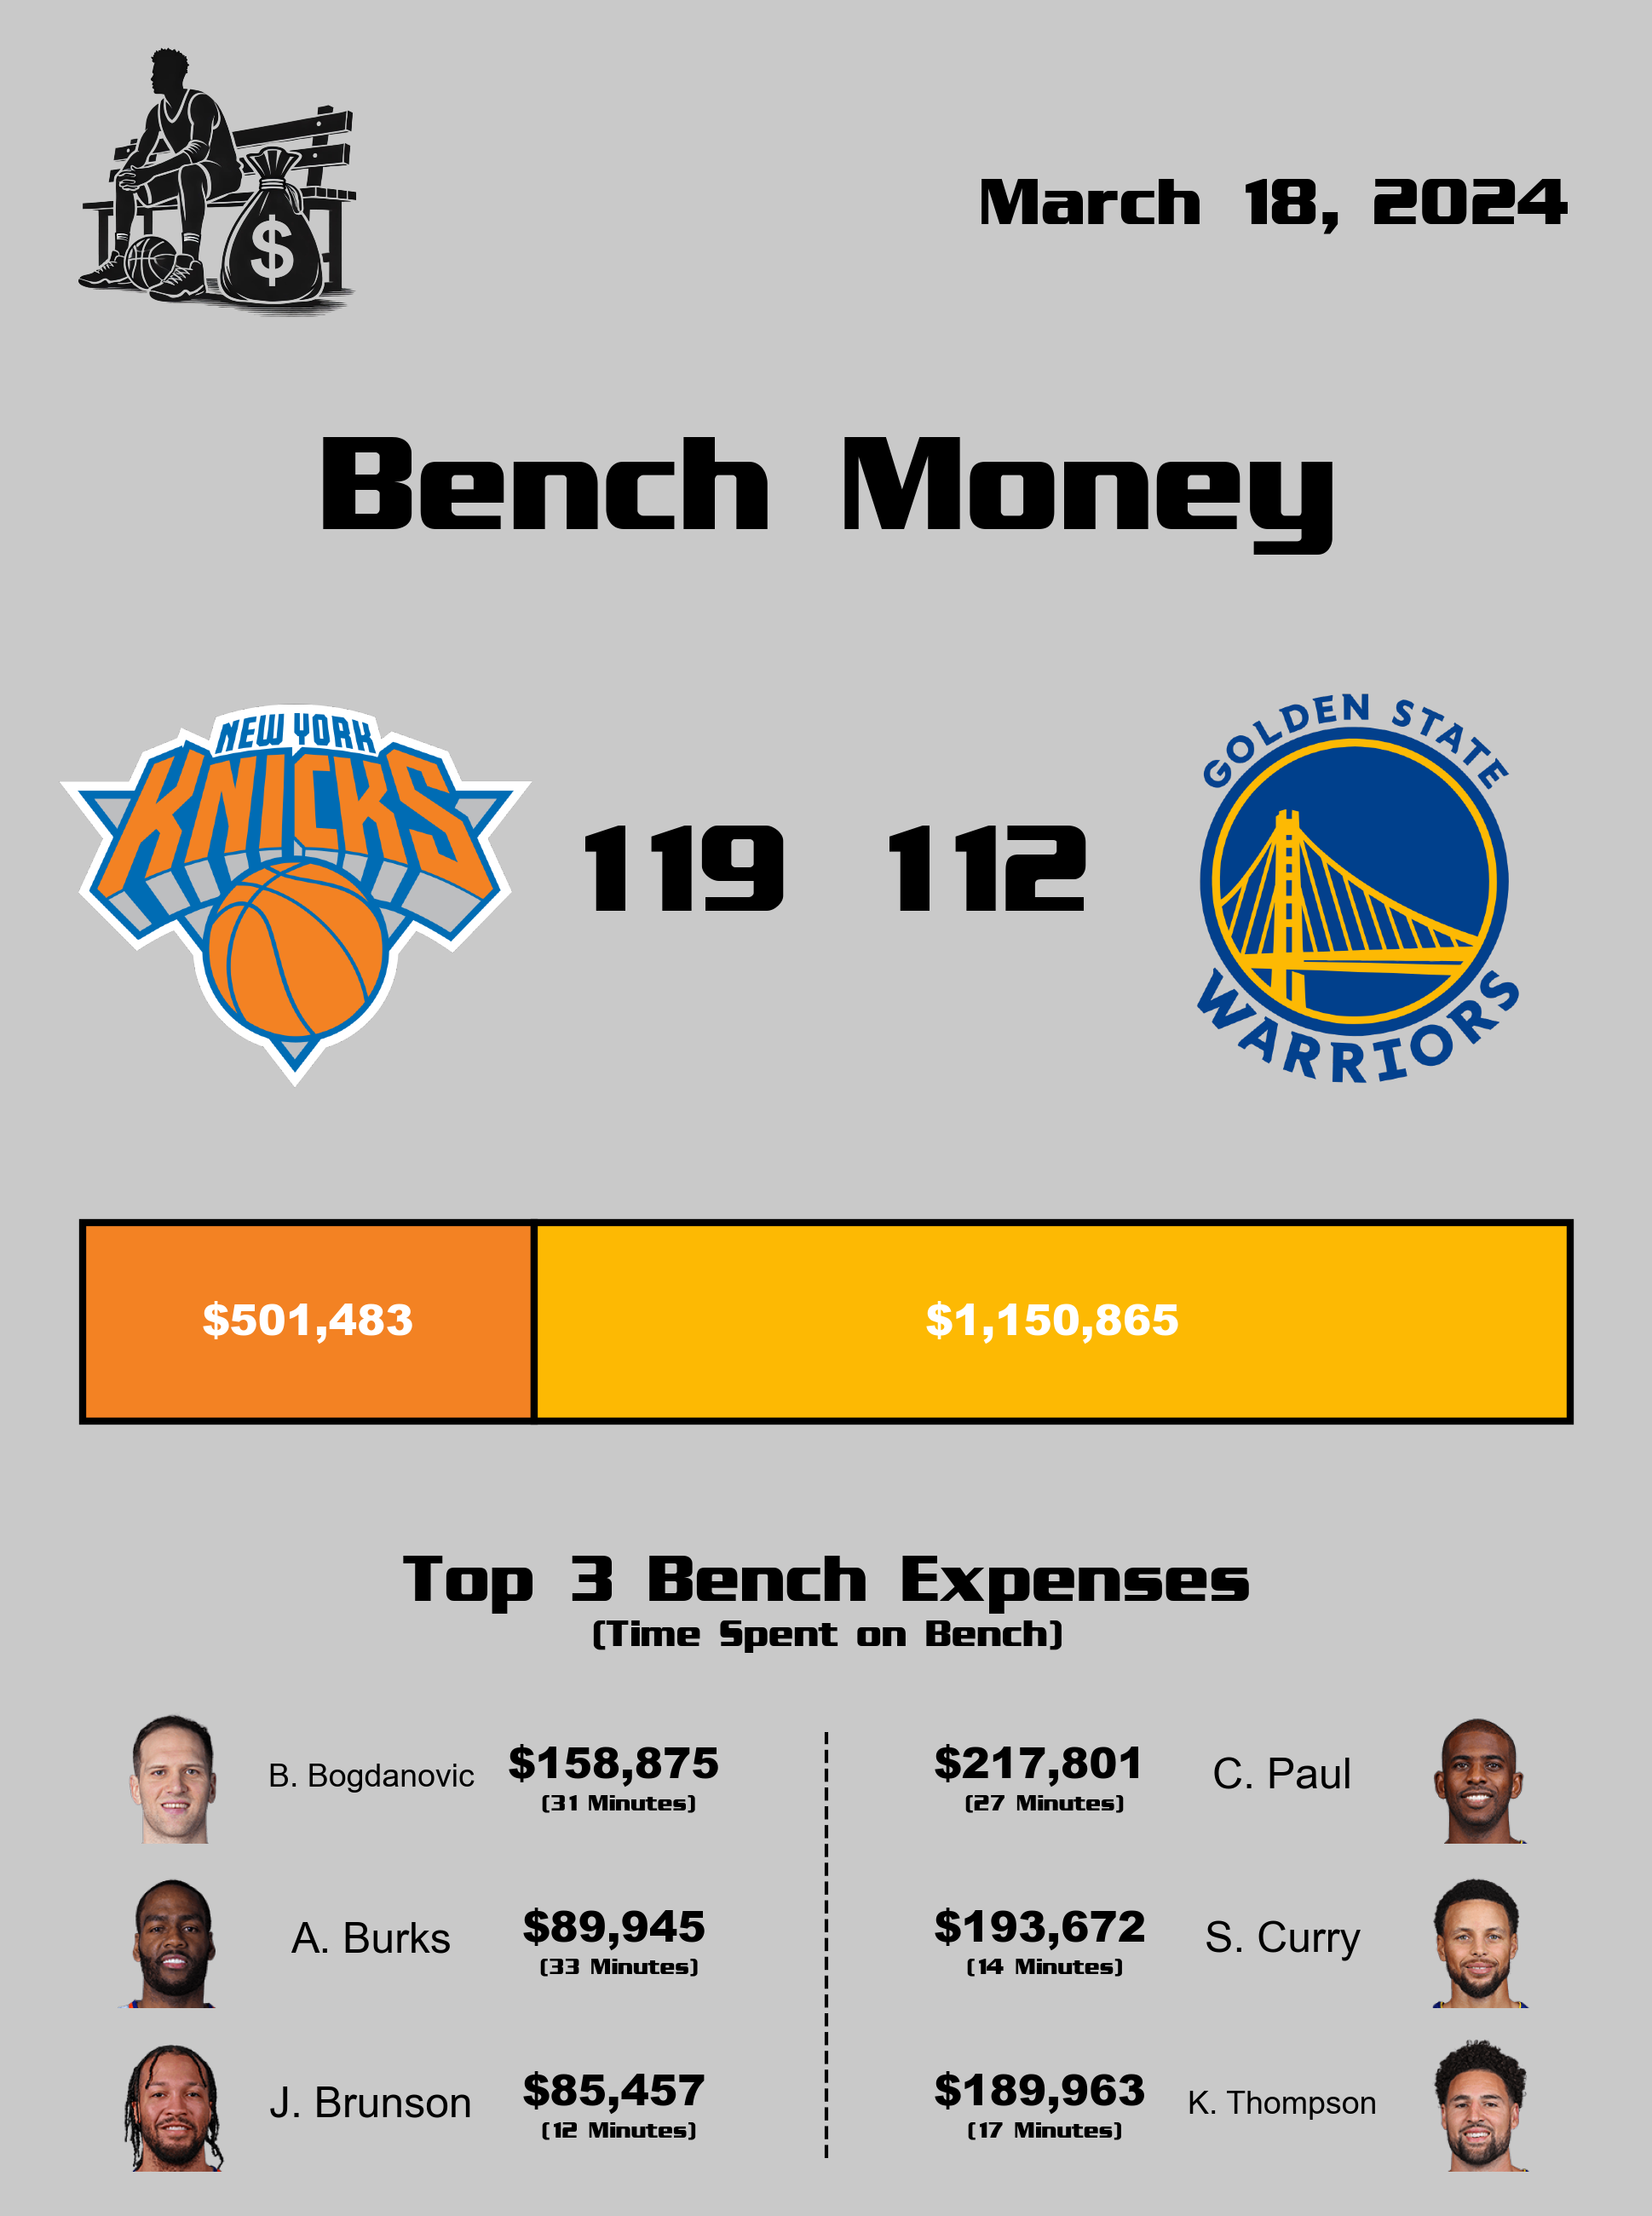 $
March 18, 2024
Bench Money
NEW YORK
KNICKS
119 112
GOLDEN STATE
WARRIORS
$501,483 $1,150,865
Top 3 Bench Expenses
(Time Spent on Bench)
B. Bogdanovic $158,875
(31 Minutes)
$217,801 C. Paul
(27 Minutes)
A. Burks $89,945
(33 Minutes)
$193,672 S. Curry
(14 Minutes)
J. Brunson $85,457
(12 Minutes)
$189,963 K. Thompson
(17 Minutes)